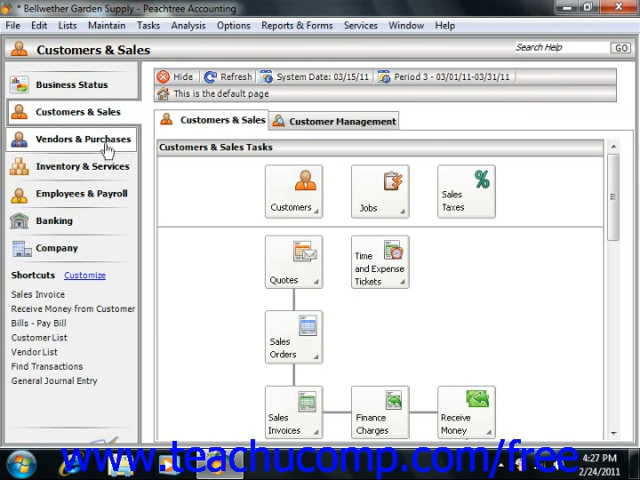 * Bellwether Garden Supply - Peachtree Accounting
File Edit Lists Maintain Tasks Analysis Options Reports & Forms Services Window Help
Customers & Sales
Search Help GO
Business Status
Customers & Sales
Vendors & Purchases
Inventory & Services
Employees & Payroll
Banking
Company
Shortcuts Customize
Sales Invoice
Receive Money from Customer
Bills - Pay Bill
Customer List
Vendor List
Find Transactions
General Journal Entry
Hide Refresh System Date: 03/15/11 Period 3 - 03/01/11-03/31/11
This is the default page
Customers & Sales Customer Management
Customers & Sales Tasks
Customers
Jobs
Sales
Taxes
Quotes
Time
and Expense
Tickets
Sales
Orders
Sales
Invoices
Finance
Charges
Receive
Money
www.teachucomp.com/free
4:27 PM
2/24/2011